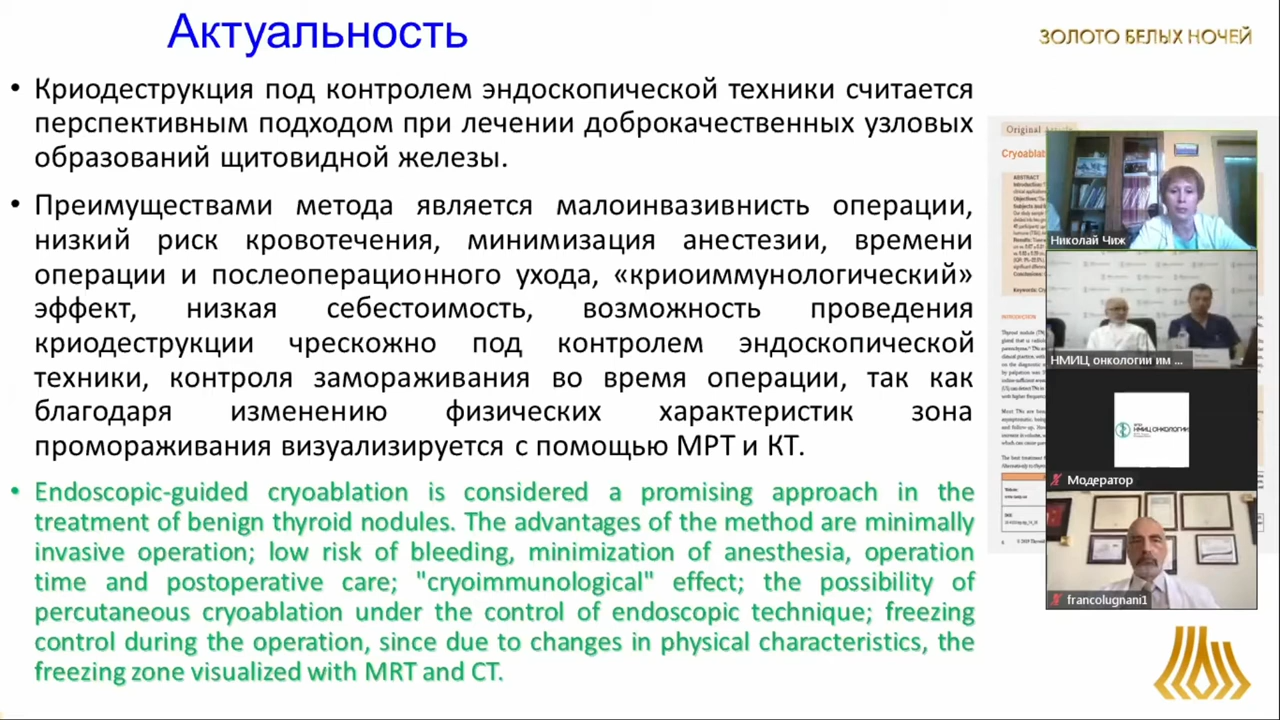 Актуальность
ЗОЛОТО БЕЛЫХ НОЧЕЙ
• Криодеструкция под контролем эндоскопической техники считается
перспективным подходом при лечении доброкачественных узловых
образований щитовидной железы.
• Преимуществами метода является малоинвазивнисть операции,
низкий риск кровотечения, минимизация анестезии, времени
операции и послеоперационного ухода, «криоиммунологический»
эффект, низкая себестоимость, возможность проведения
криодеструкции чрескожно под контролем эндоскопической
техники, контроля замораживания во время операции, так как
благодаря изменению физических характеристик зона
промораживания визуализируется с помощью МРТ и КТ.
• Endoscopic-guided cryoablation is considered a promising approach in the
treatment of benign thyroid nodules. The advantages of the method are minimally
invasive operation; low risk of bleeding, minimization of anesthesia, operation
time and postoperative care; "cryoimmunological" effect; the possibility of
percutaneous cryoablation under the control of endoscopic technique; freezing
control during the operation, since due to changes in physical characteristics, the
freezing zone visualized with MRT and CT.
Original
Cryoablat
ABSTRACT
INTRODUCTION
Николай Чиж
НМИЦ онкологии им ...
НМИЦ ОНКОЛОГИИ
Модератор
francolugnani1